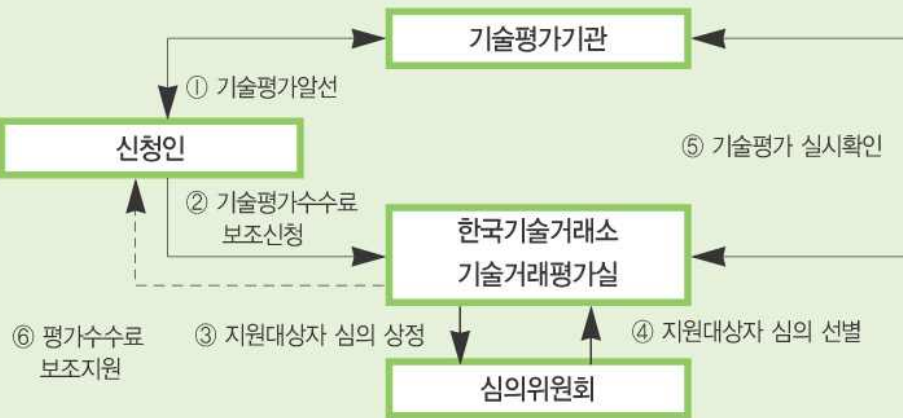 기술평가기관
① 기술평가알선
신청인
⑤ 기술평가 실시확인
② 기술평가수수료
보조신청
한국기술거래소
기술거래평가실
⑥ 평가수수료
보조지원
③ 지원대상자 심의 상정
④ 지원대상자 심의 선별
심의위원회